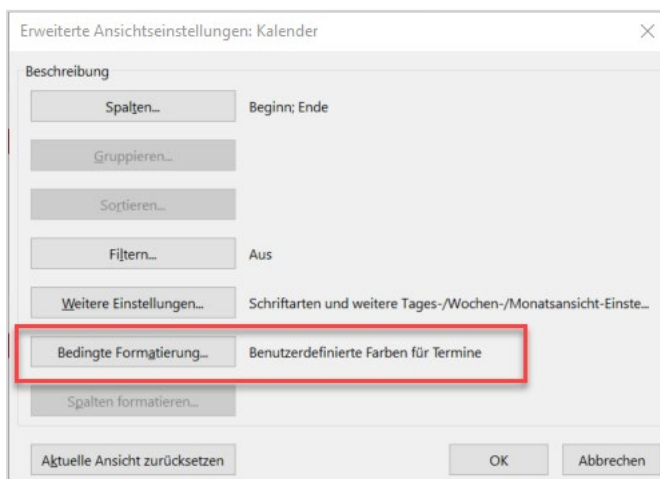 Erweiterte Ansichtseinstellungen: Kalender
Beschreibung
Spalten... Beginn; Ende
Gruppieren...
Sortieren...
Filtern... Aus
Weitere Einstellungen... Schriftarten und weitere Tages-/Wochen-/Monatsansicht-Einste...
Bedingte Formatierung... Benutzerdefinierte Farben für Termine
Spalten formatieren...
Aktuelle Ansicht zurücksetzen OK Abbrechen